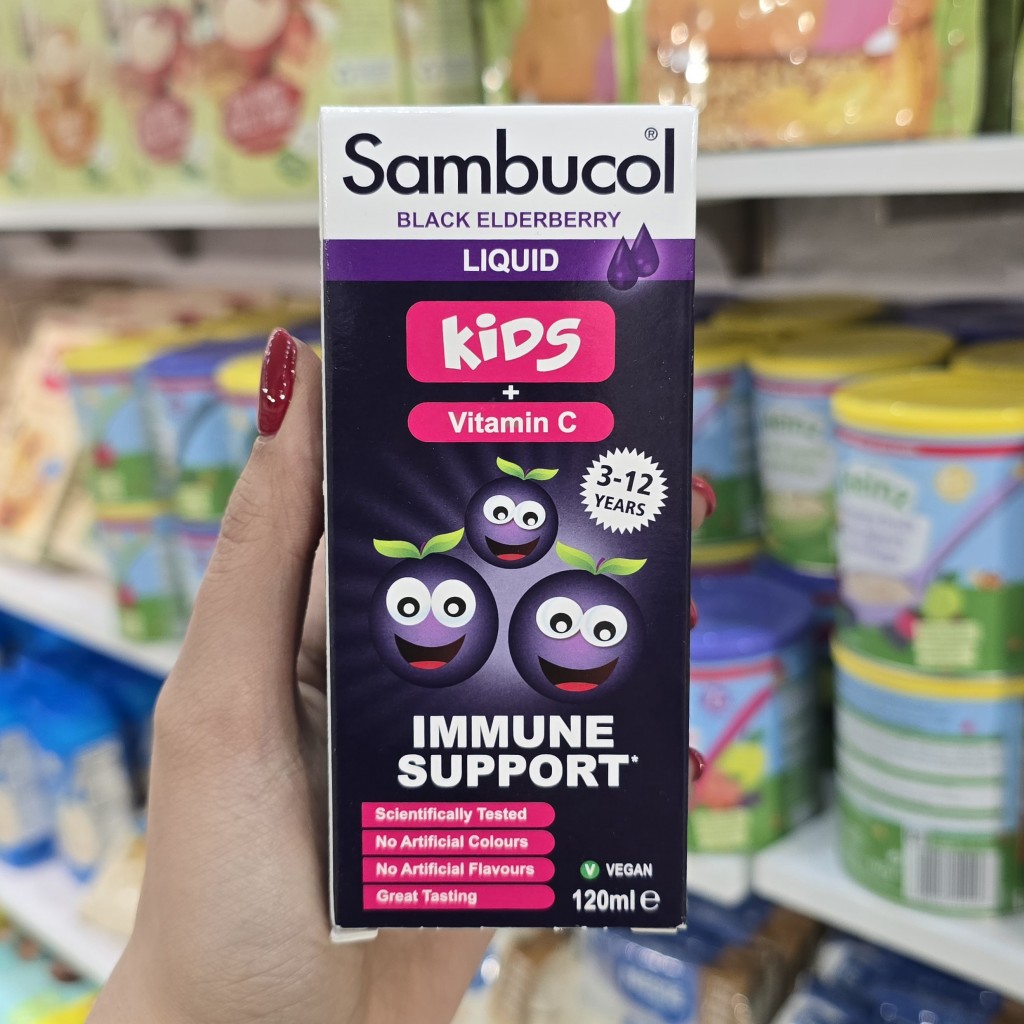 Sambucol®
BLACK ELDERBERRY
LIQUID
KiDS
+
Vitamin C
3-12
YEARS
IMMUNE
SUPPORT*
Scientifically Tested
No Artificial Colours
No Artificial Flavours
Great Tasting
V VEGAN
120ml ℮